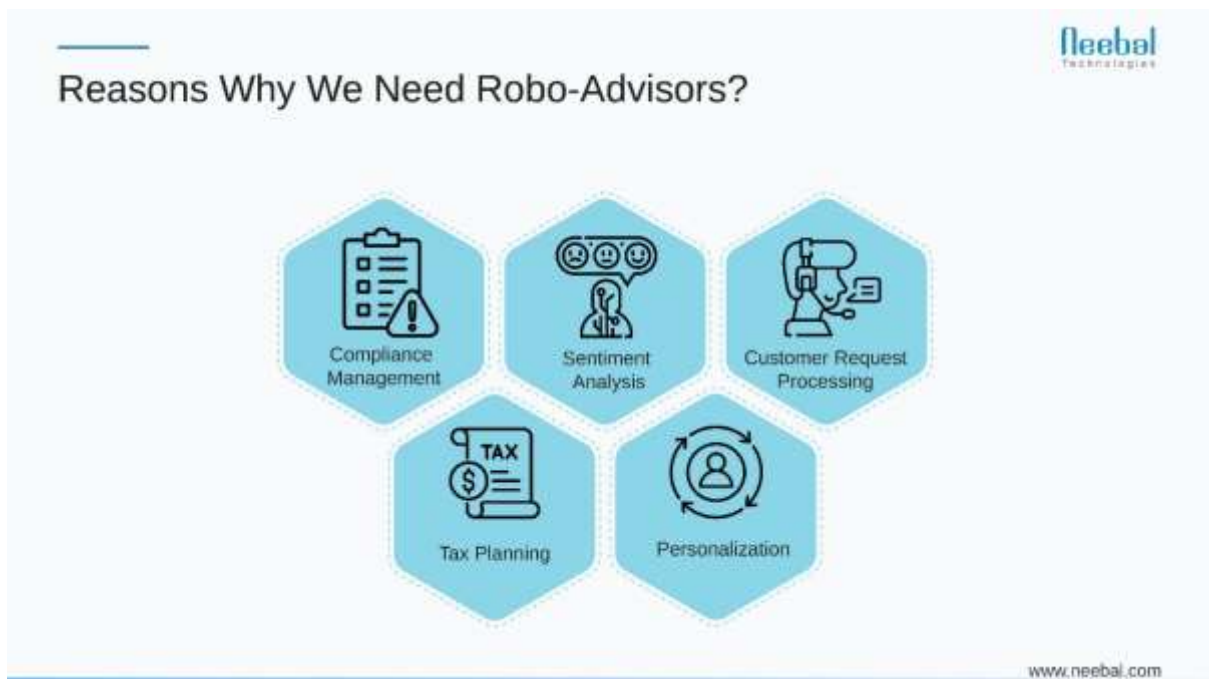 neebal
Technologies
Reasons Why We Need Robo-Advisors?
Compliance
Management
Sentiment
Analysis
Customer Request
Processing
TAX
$
Tax Planning
Personalization
www.neebal.com